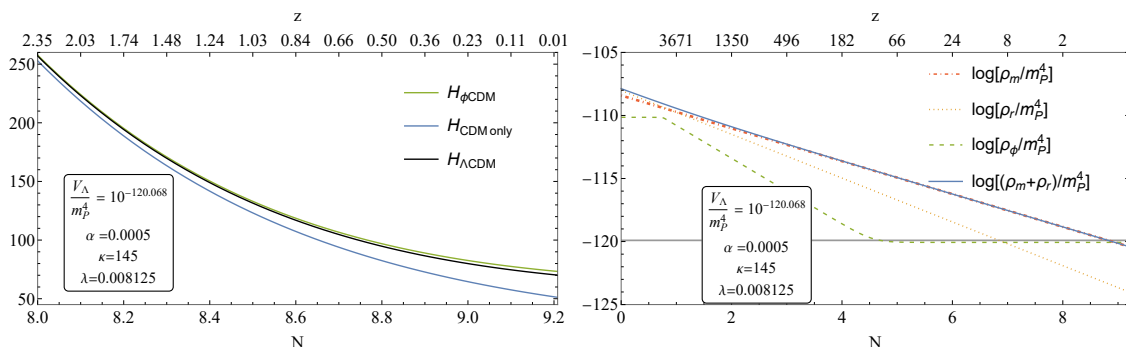 z
2.35 2.03 1.74 1.48 1.24 1.03 0.84 0.66 0.50 0.36 0.23 0.11 0.01
250
200
150
100
50
H_ϕCDM
H_CDM only
H_ΛCDM
V_Λ/m_P^4 = 10^-120.068
α=0.0005
κ=145
λ=0.008125
8.0 8.2 8.4 8.6 8.8 9.0 9.2
N
z
3671 1350 496 182 66 24 8 2
-105
-110
-115
-120
-125
log[ρ_m/m_P^4]
log[ρ_r/m_P^4]
log[ρ_ϕ/m_P^4]
log[(ρ_m+ρ_r)/m_P^4]
V_Λ/m_P^4 = 10^-120.068
α=0.0005
κ=145
λ=0.008125
0 2 4 6 8
N